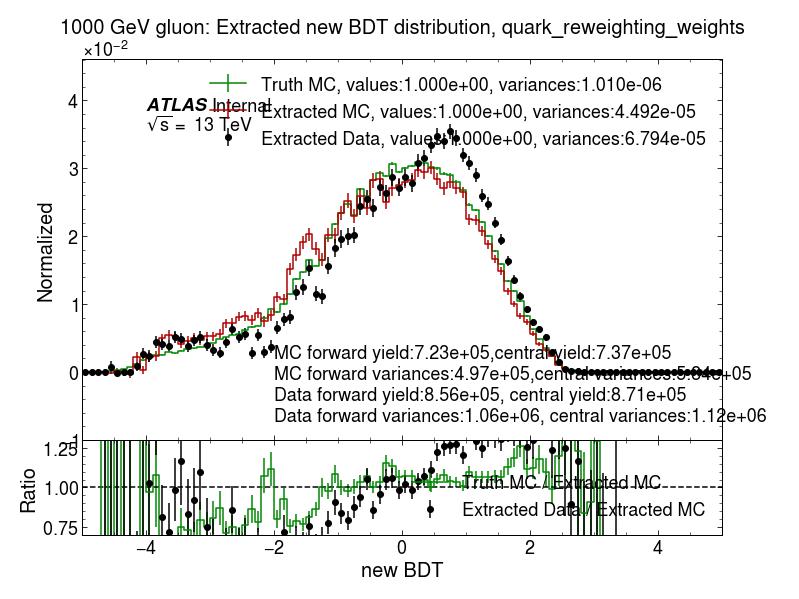 1000 GeV gluon: Extracted new BDT distribution, quark_reweighting_weights
×10⁻²
Truth MC, values:1.000e+00, variances:1.010e-06
ATLAS Internal
Extracted MC, values:1.000e+00, variances:4.492e-05
√s = 13 TeV
Extracted Data, values:1.000e+00, variances:6.794e-05
4
3
2
1
0
−1
Normalized
MC forward yield:7.23e+05,central yield:7.37e+05
MC forward variances:4.97e+05,central variances:5.04e+05
Data forward yield:8.56e+05, central yield:8.71e+05
Data forward variances:1.06e+06, central variances:1.12e+06
1.25
1.00
0.75
Ratio
Truth MC / Extracted MC
Extracted Data / Extracted MC
−4 −2 0 2 4
new BDT